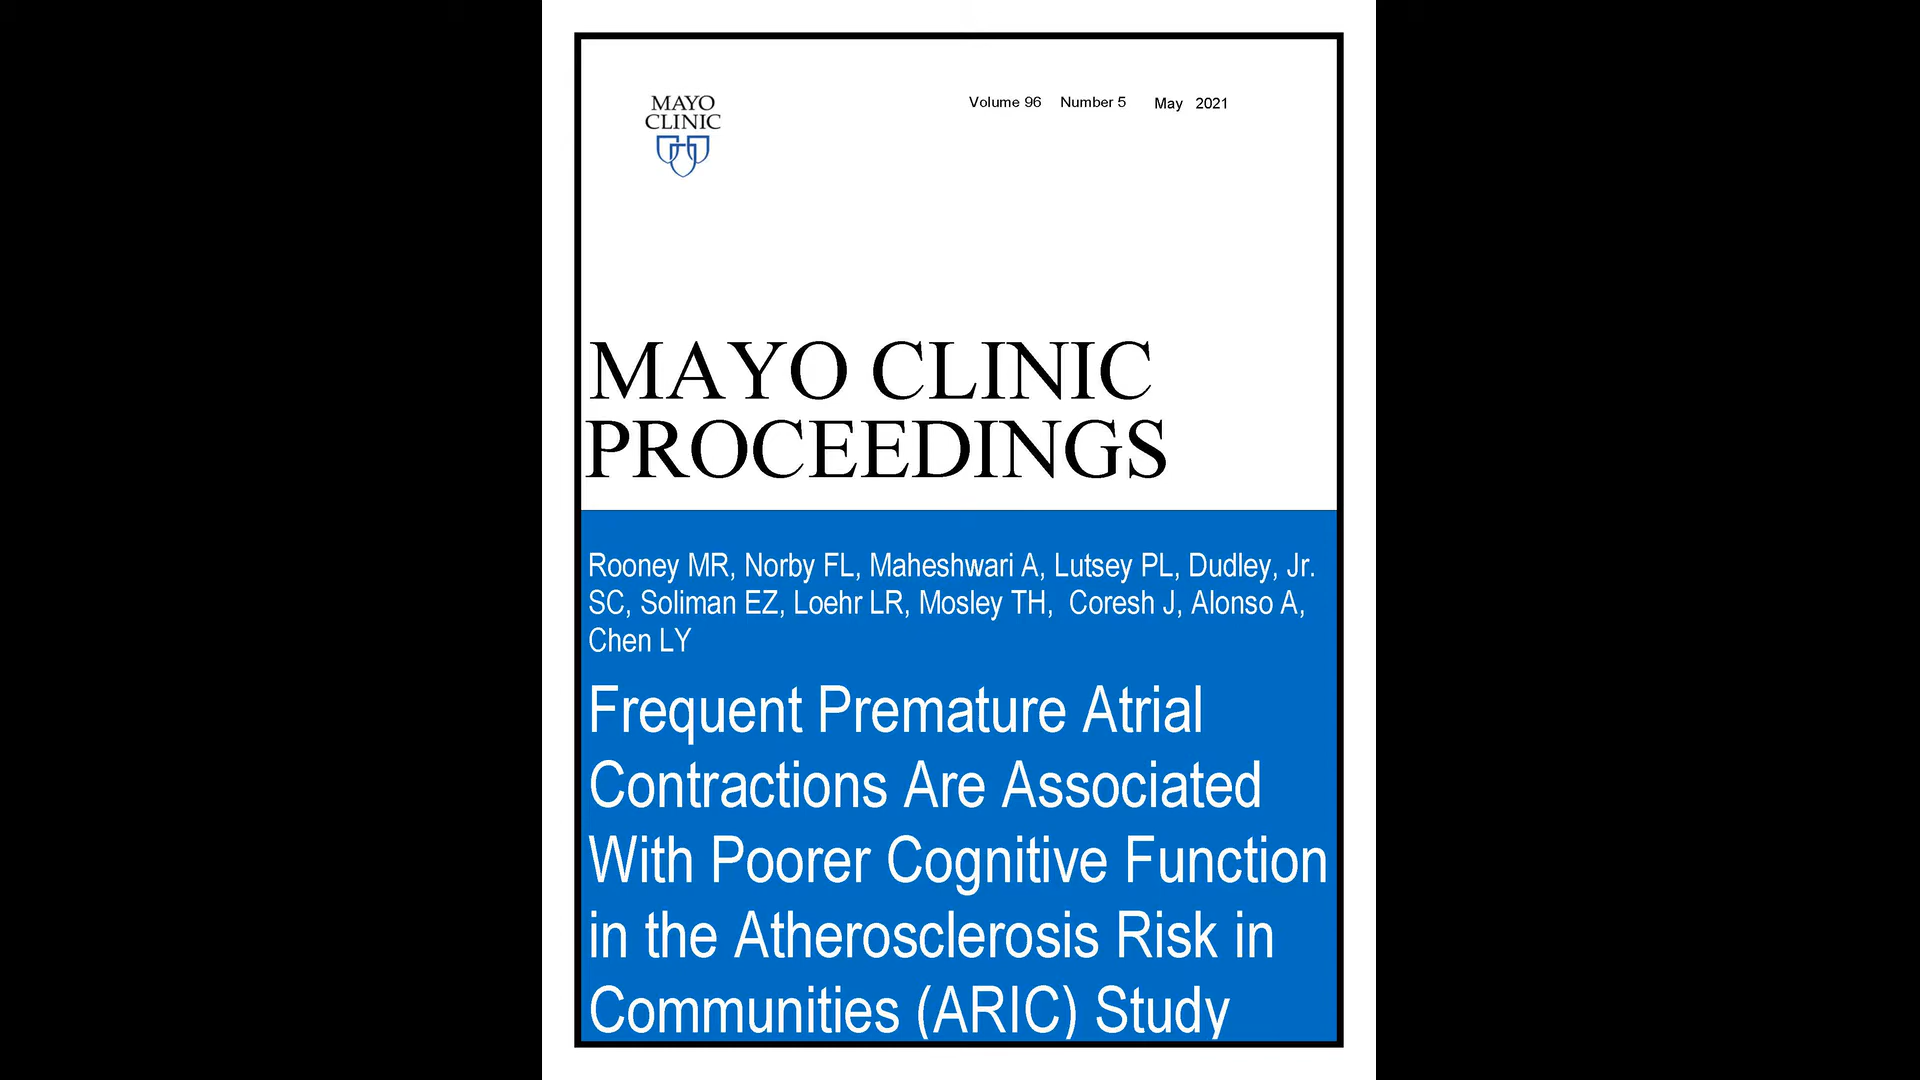 MAYO
CLINIC
Volume 96 Number 5 May 2021
MAYO CLINIC
PROCEEDINGS
Rooney MR, Norby FL, Maheshwari A, Lutsey PL, Dudley, Jr.
SC, Soliman EZ, Loehr LR, Mosley TH, Coresh J, Alonso A,
Chen LY
Frequent Premature Atrial
Contractions Are Associated
With Poorer Cognitive Function
in the Atherosclerosis Risk in
Communities (ARIC) Study